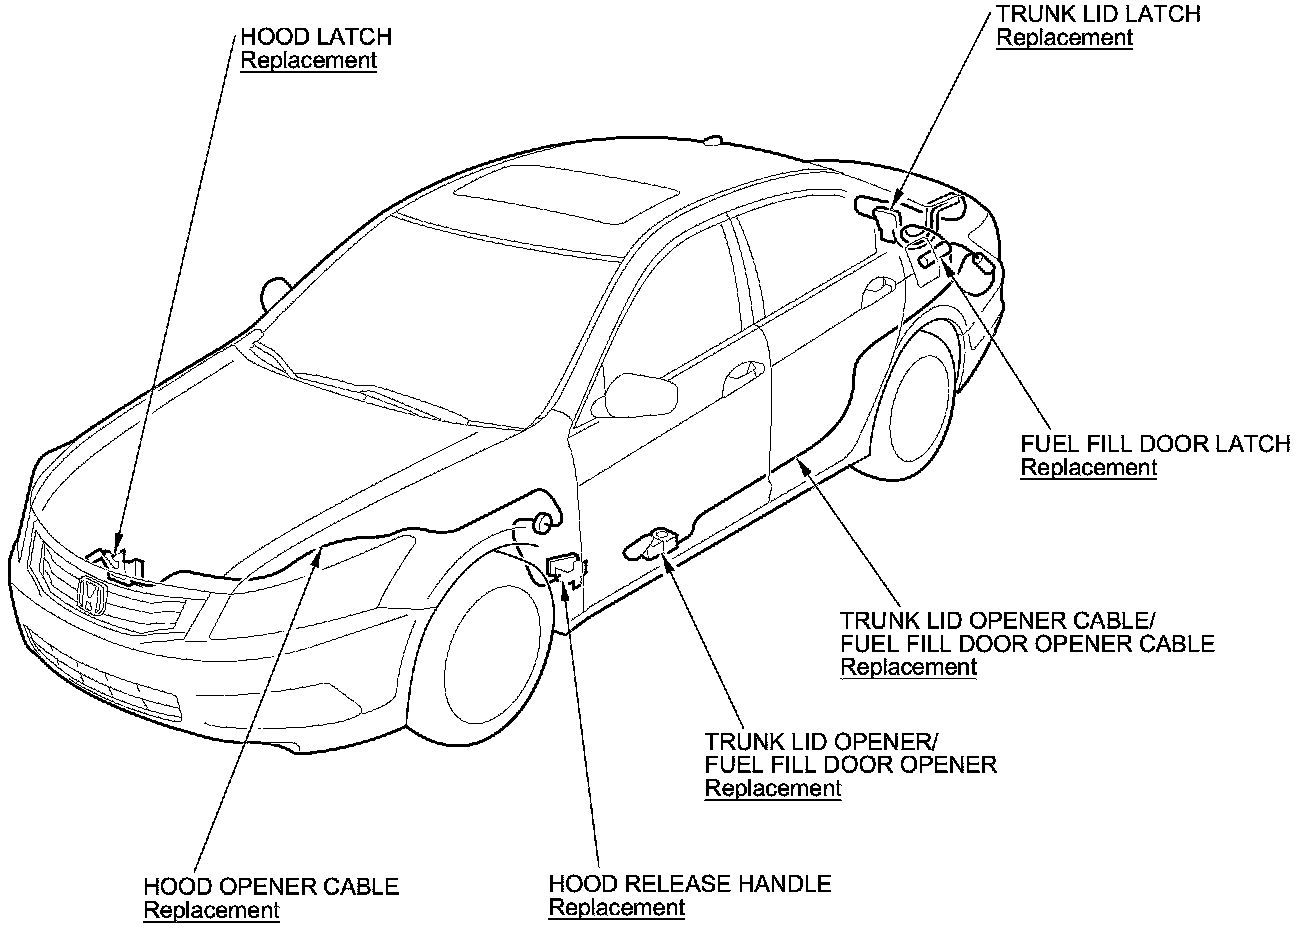 TRUNK LID LATCH
Replacement
HOOD LATCH
Replacement
FUEL FILL DOOR LATCH
Replacement
TRUNK LID OPENER CABLE/
FUEL FILL DOOR OPENER CABLE
Replacement
TRUNK LID OPENER/
FUEL FILL DOOR OPENER
Replacement
HOOD OPENER CABLE
Replacement
HOOD RELEASE HANDLE
Replacement